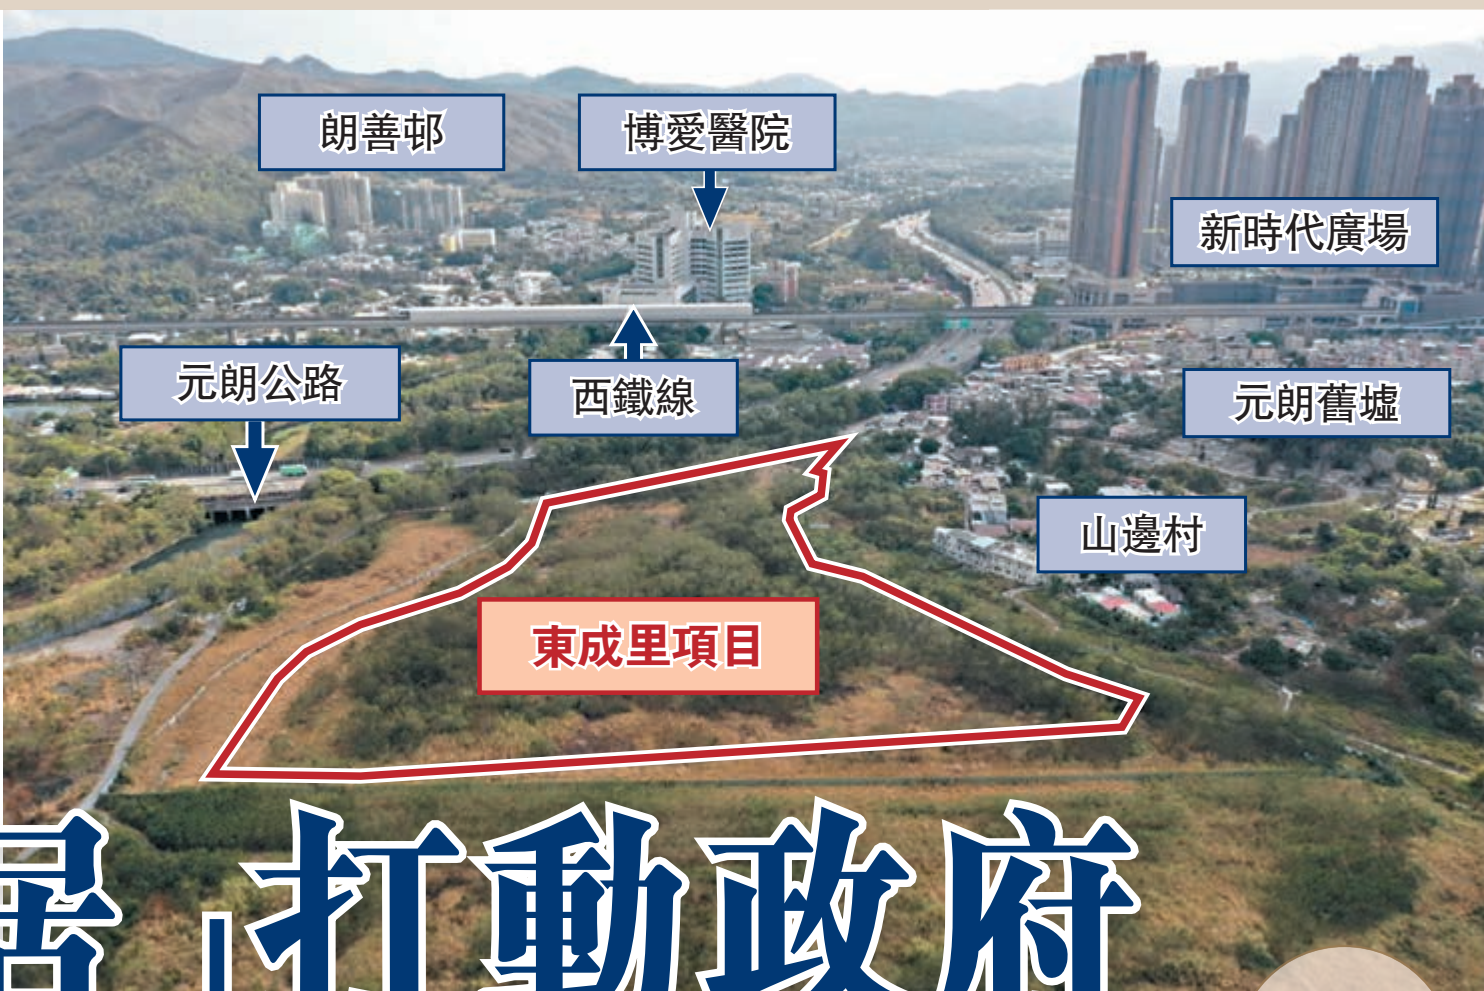 朗善邨
博愛醫院
新時代廣場
元朗公路
西鐵線
元朗舊墟
山邊村
東成里項目
居」打動政府